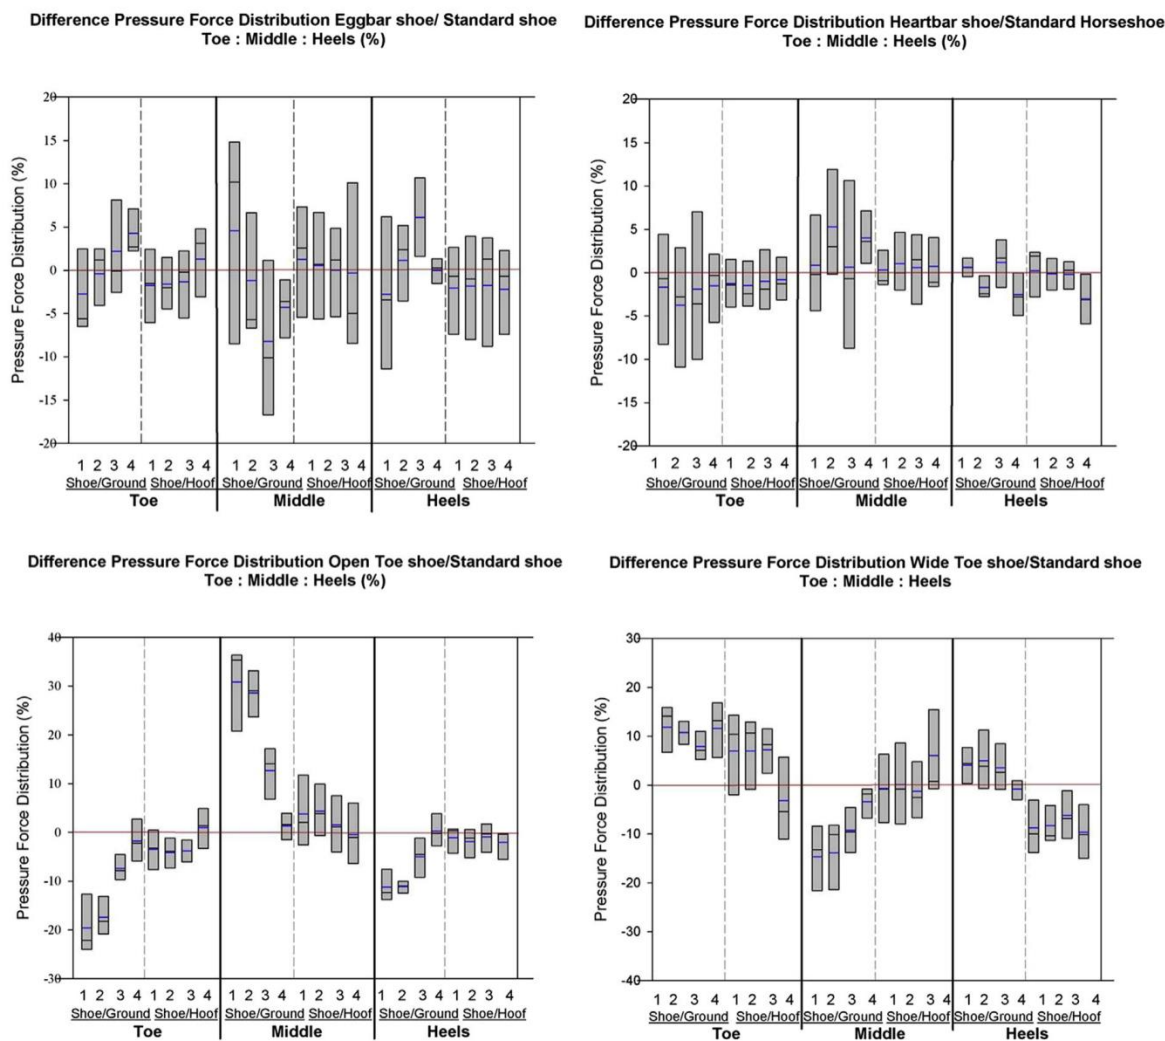 Difference Pressure Force Distribution Eggbar shoe/ Standard shoe
Toe : Middle : Heels (%)
Pressure Force Distribution (%)
20
15
10
5
0
-5
-10
-15
-20
1 2 3 4 1 2 3 4 1 2 3 4 1 2 3 4 1 2 3 4 1 2 3 4
Shoe/Ground Shoe/Hoof Shoe/Ground Shoe/Hoof Shoe/Ground Shoe/Hoof
Toe Middle Heels
Difference Pressure Force Distribution Heartbar shoe/Standard Horseshoe
Toe : Middle : Heels (%)
Pressure Force Distribution (%)
20
15
10
5
0
-5
-10
-15
-20
1 2 3 4 1 2 3 4 1 2 3 4 1 2 3 4 1 2 3 4 1 2 3 4
Shoe/Ground Shoe/Hoof Shoe/Ground Shoe/Hoof Shoe/Ground Shoe/Hoof
Toe Middle Heels
Difference Pressure Force Distribution Open Toe shoe/Standard shoe
Toe : Middle : Heels (%)
Pressure Force Distribution (%)
40
30
20
10
0
-10
-20
-30
1 2 3 4 1 2 3 4 1 2 3 4 1 2 3 4 1 2 3 4 1 2 3 4
Shoe/Ground Shoe/Hoof Shoe/Ground Shoe/Hoof Shoe/Ground Shoe/Hoof
Toe Middle Heels
Difference Pressure Force Distribution Wide Toe shoe/Standard shoe
Toe : Middle : Heels
Pressure Force Distribution (%)
30
20
10
0
-10
-20
-30
-40
1 2 3 4 1 2 3 4 1 2 3 4 1 2 3 4 1 2 3 4 1 2 3 4
Shoe/Ground Shoe/Hoof Shoe/Ground Shoe/Hoof Shoe/Ground Shoe/Hoof
Toe Middle Heels